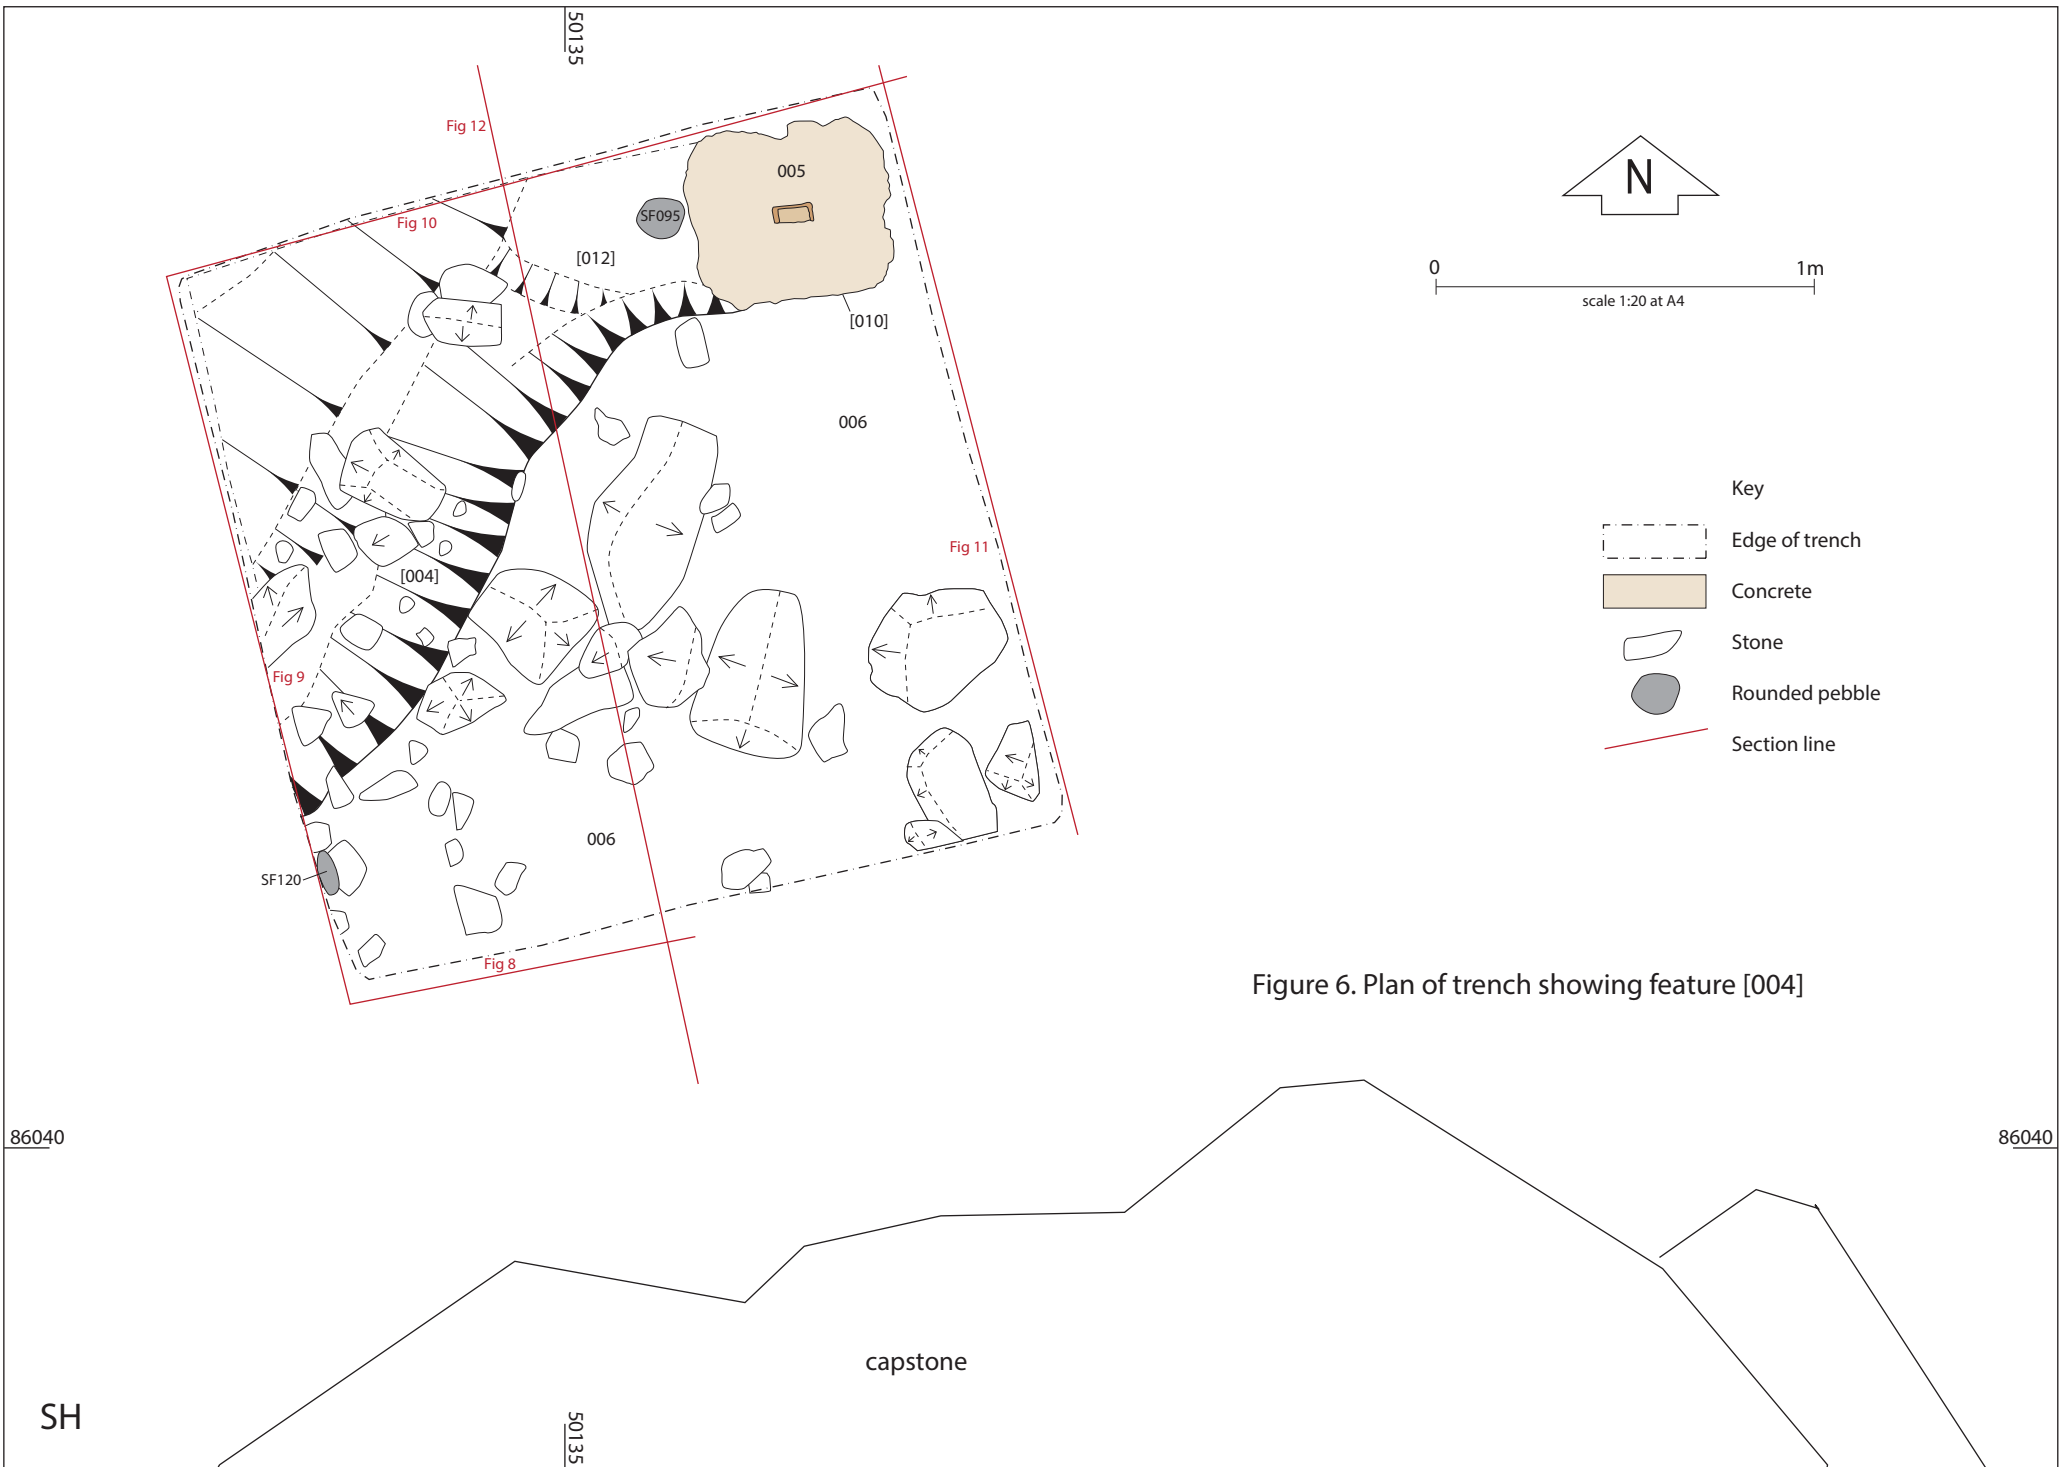 50135
Fig 12
005
N
SF095
Fig 10
[012]
0
1m
scale 1:20 at A4
[010]
006
Key
Edge of trench
Fig 11
[004]
Concrete
Stone
Fig 9
Rounded pebble
Section line
006
SF120
Fig 8
Figure 6. Plan of trench showing feature [004]
86040
86040
capstone
SH
50135